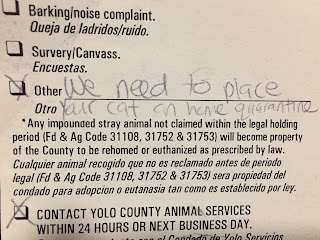 Barking/noise complaint.
Queja de ladridos/ruido.
Survery/Canvass.
Encuestas.
Other We need to place
Otro your cat on home quarantine
*Any impounded stray animal not claimed within the legal holding
period (Fd & Ag Code 31108, 31752 & 31753) will become property
of the County to be rehomed or euthanized as prescribed by law.
Cualquier animal recogido que no es reclamado antes de periodo
legal (Fd & Ag Code 31108, 31752 & 31753) sera propiedad del
condado para adopcion o eutanasia tan como es establecido por ley.
CONTACT YOLO COUNTY ANIMAL SERVICES
WITHIN 24 HOURS OR NEXT BUSINESS DAY.